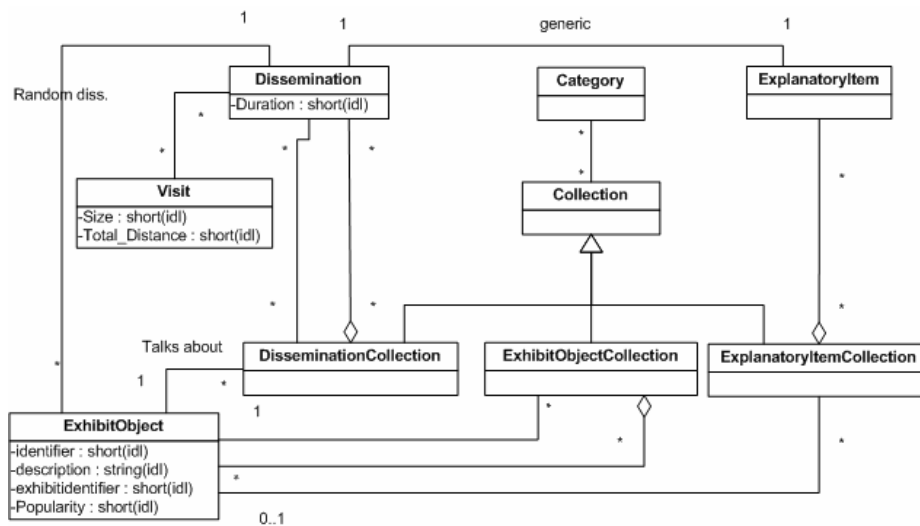 1
generic
1
1
Dissemination
-Duration : short(idl)
Category
ExplanatoryItem
Random diss.
*
*
*
*
*
*
*
Visit
-Size : short(idl)
-Total_Distance : short(idl)
Collection
*
*
*
Talks about
DisseminationCollection
ExhibitObjectCollection
ExplanatoryItemCollection
*
1
*
1
*
*
ExhibitObject
-identifier : short(idl)
-description : string(idl)
-exhibitidentifier : short(idl)
-Popularity : short(idl)
*
*
0..1